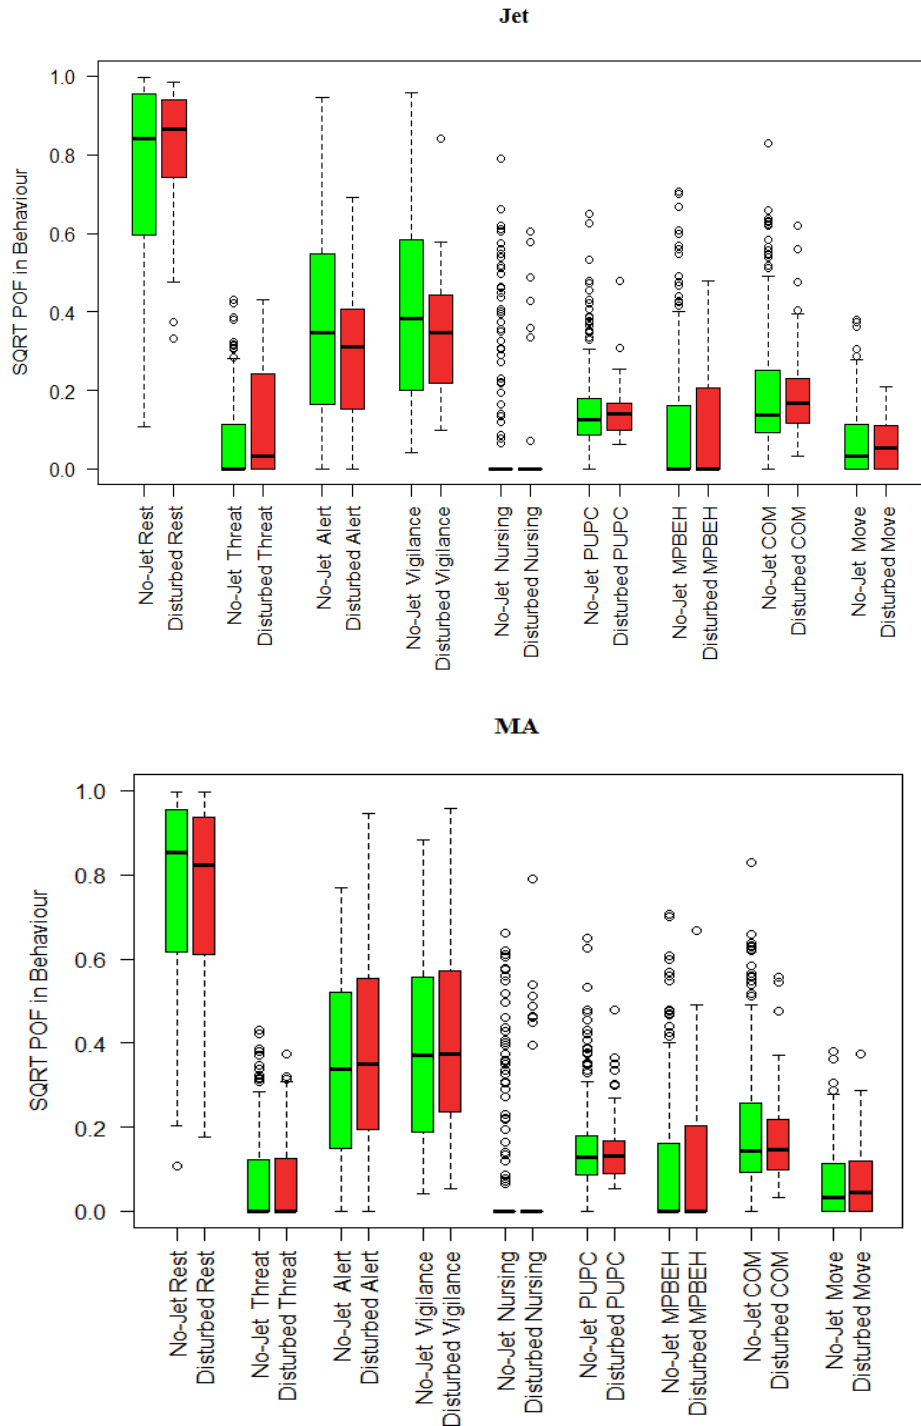 Jet
SQRT POF in Behaviour
1.0
0.8
0.6
0.4
0.2
0.0
No-Jet Rest
Disturbed Rest
No-Jet Threat
Disturbed Threat
No-Jet Alert
Disturbed Alert
No-Jet Vigilance
Disturbed Vigilance
No-Jet Nursing
Disturbed Nursing
No-Jet PUPC
Disturbed PUPC
No-Jet MPBEH
Disturbed MPBEH
No-Jet COM
Disturbed COM
No-Jet Move
Disturbed Move
MA
SQRT POF in Behaviour
1.0
0.8
0.6
0.4
0.2
0.0
No-Jet Rest
Disturbed Rest
No-Jet Threat
Disturbed Threat
No-Jet Alert
Disturbed Alert
No-Jet Vigilance
Disturbed Vigilance
No-Jet Nursing
Disturbed Nursing
No-Jet PUPC
Disturbed PUPC
No-Jet MPBEH
Disturbed MPBEH
No-Jet COM
Disturbed COM
No-Jet Move
Disturbed Move